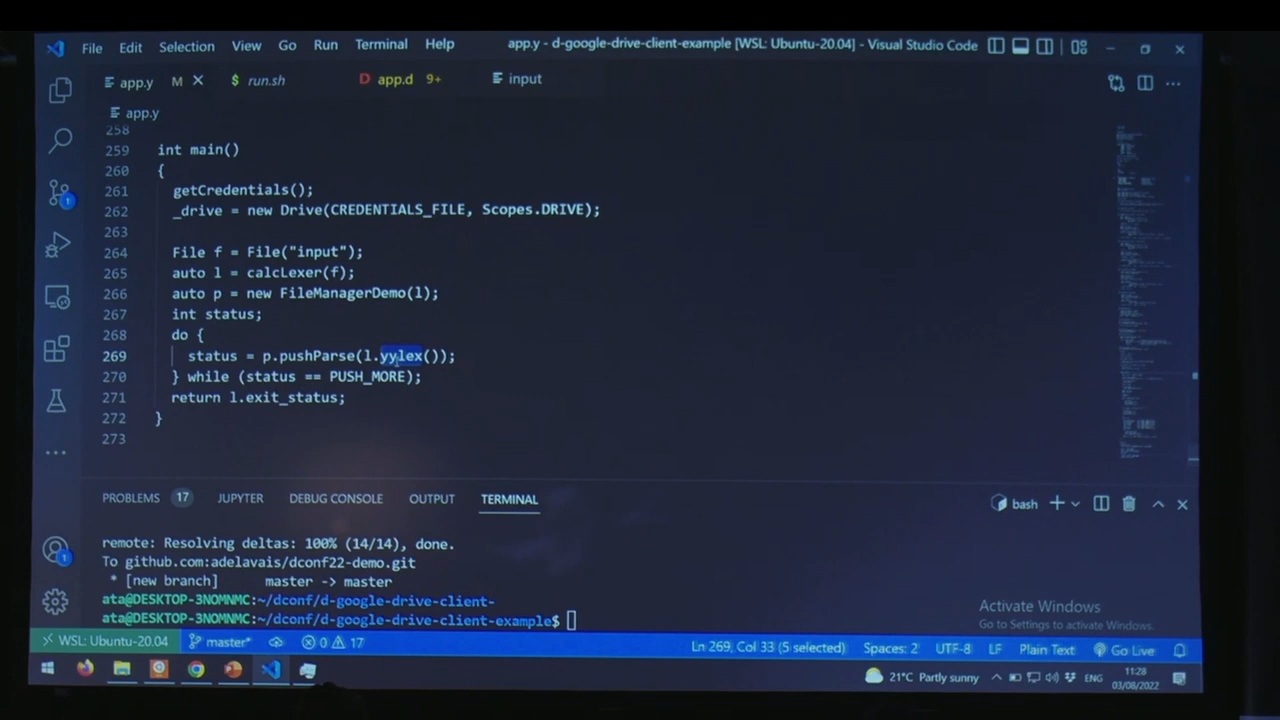 File Edit Selection View Go Run Terminal Help app.y - d-google-drive-client-example [WSL: Ubuntu-20.04] - Visual Studio Code
app.y M $ run.sh D app.d 9+ input
app.y
258
259 int main()
260 {
261 getCredentials();
262 _drive = new Drive(CREDENTIALS_FILE, Scopes.DRIVE);
263
264 File f = File("input");
265 auto l = calcLexer(f);
266 auto p = new FileManagerDemo(l);
267 int status;
268 do {
269 status = p.pushParse(l.yylex());
270 } while (status == PUSH_MORE);
271 return l.exit_status;
272 }
273
PROBLEMS 17 JUPYTER DEBUG CONSOLE OUTPUT TERMINAL bash
remote: Resolving deltas: 100% (14/14), done.
To github.com:adelavais/dconf22-demo.git
* [new branch] master -> master
ata@DESKTOP-3NOMNMC:~/dconf/d-google-drive-client-
ata@DESKTOP-3NOMNMC:~/dconf/d-google-drive-client-example$
Activate Windows
Go to Settings to activate Windows.
WSL: Ubuntu-20.04 master* 0 17 Ln 269, Col 33 (5 selected) Spaces: 2 UTF-8 LF Plain Text Go Live
21°C Partly sunny ENG 11:28
03/08/2022